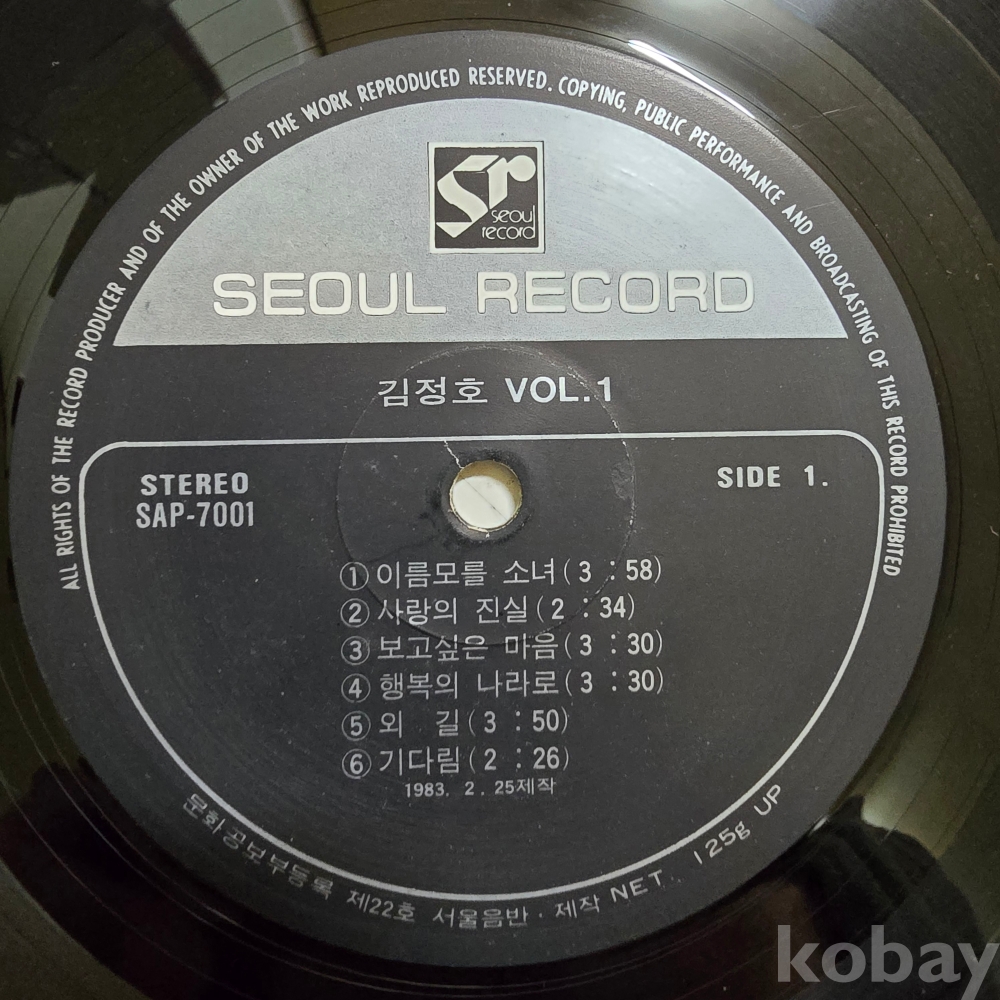 ALL RIGHTS OF THE RECORD PRODUCER AND OF THE OWNER OF THE WORK REPRODUCED RESERVED. COPYING, PUBLIC PERFORMANCE AND BROADCASTING OF THIS RECORD PROHIBITED
sr
seoul
record
SEOUL RECORD
김정호 VOL.1
STEREO
SAP-7001
SIDE 1.
①이름모를 소녀(3:58)
②사랑의 진실(2:34)
③보고싶은 마음(3:30)
④행복의 나라로(3:30)
⑤외 길(3:50)
⑥기다림(2:26)
1983. 2. 25제작
문화공보부등록 제22호 서울음반·제작 NET. 125g UP
kobay